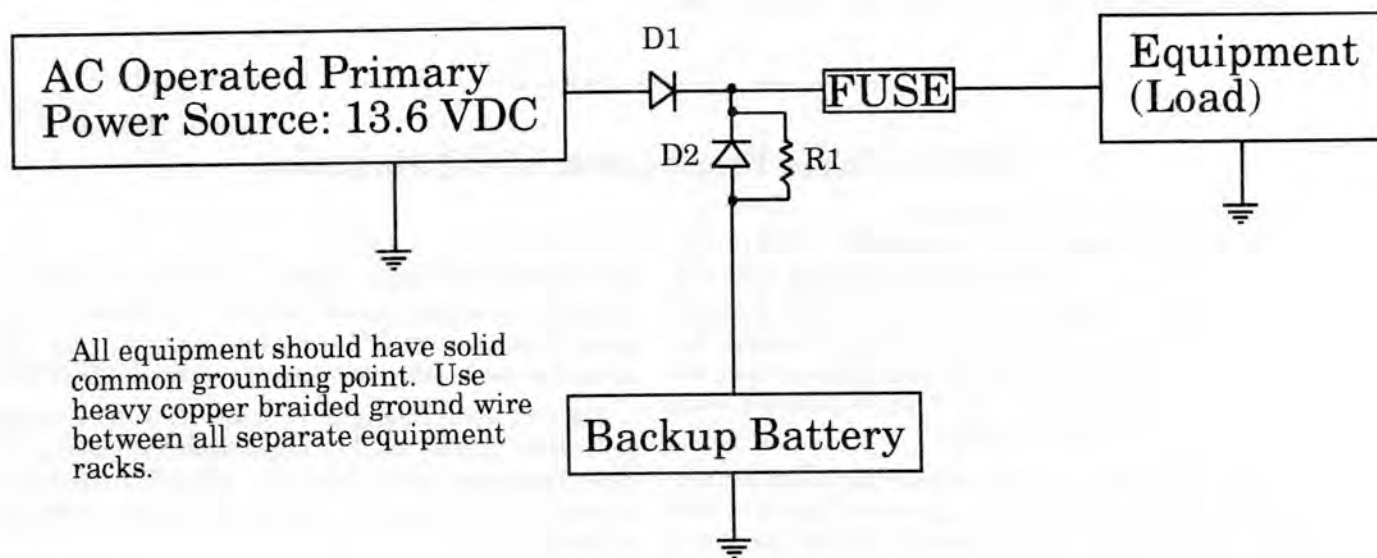 AC Operated Primary
Power Source: 13.6 VDC
D1
FUSE
Equipment
(Load)
D2
R1
All equipment should have solid
common grounding point. Use
heavy copper braided ground wire
between all separate equipment
racks.
Backup Battery